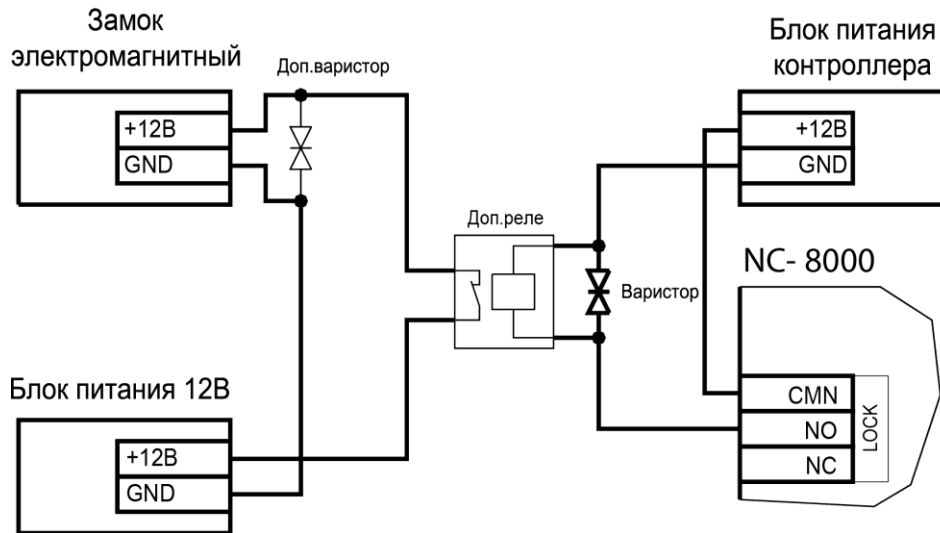 Замок
электромагнитный
+12В
GND
Доп.варистор
Блок питания
контроллера
+12В
GND
Доп.реле
Варистор
NC- 8000
CMN
NO
NC
LOCK
Блок питания 12В
+12В
GND